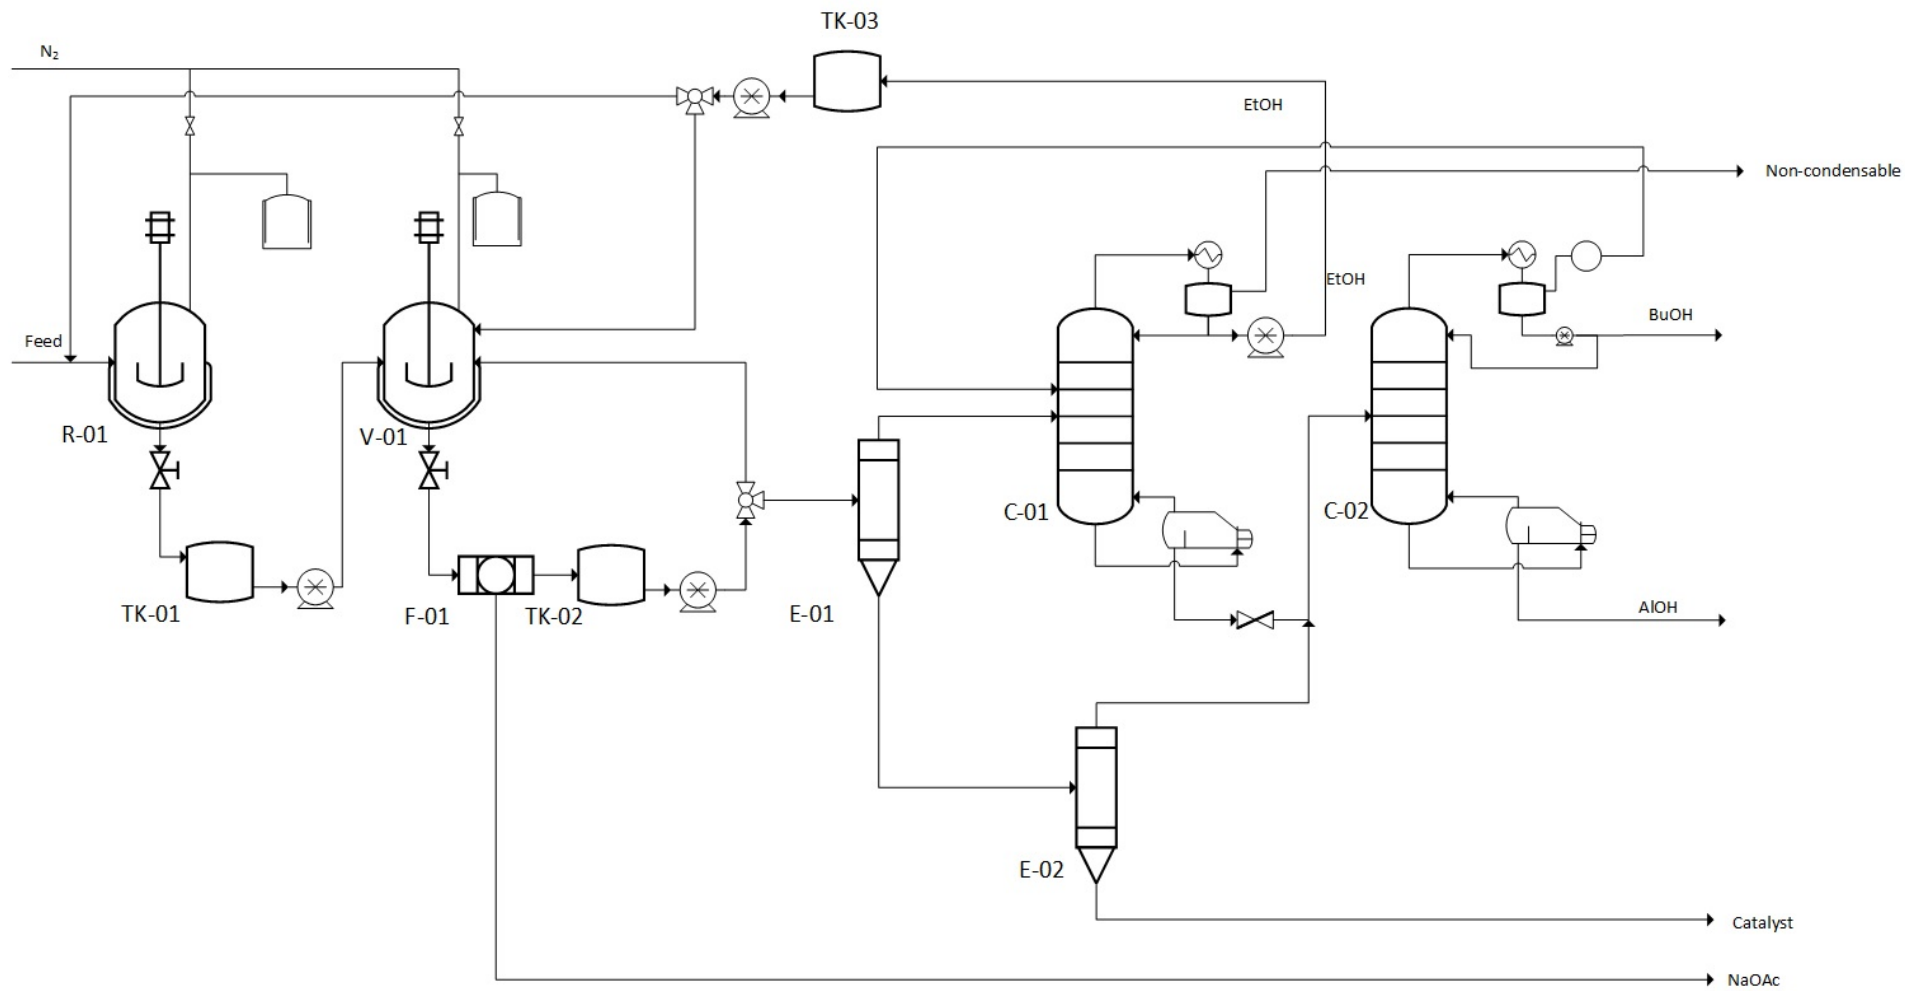 TK-03
N₂
EtOH
Non-condensable
EtOH
BuOH
Feed
R-01
V-01
C-01
C-02
TK-01
F-01
TK-02
E-01
AlOH
E-02
Catalyst
NaOAc